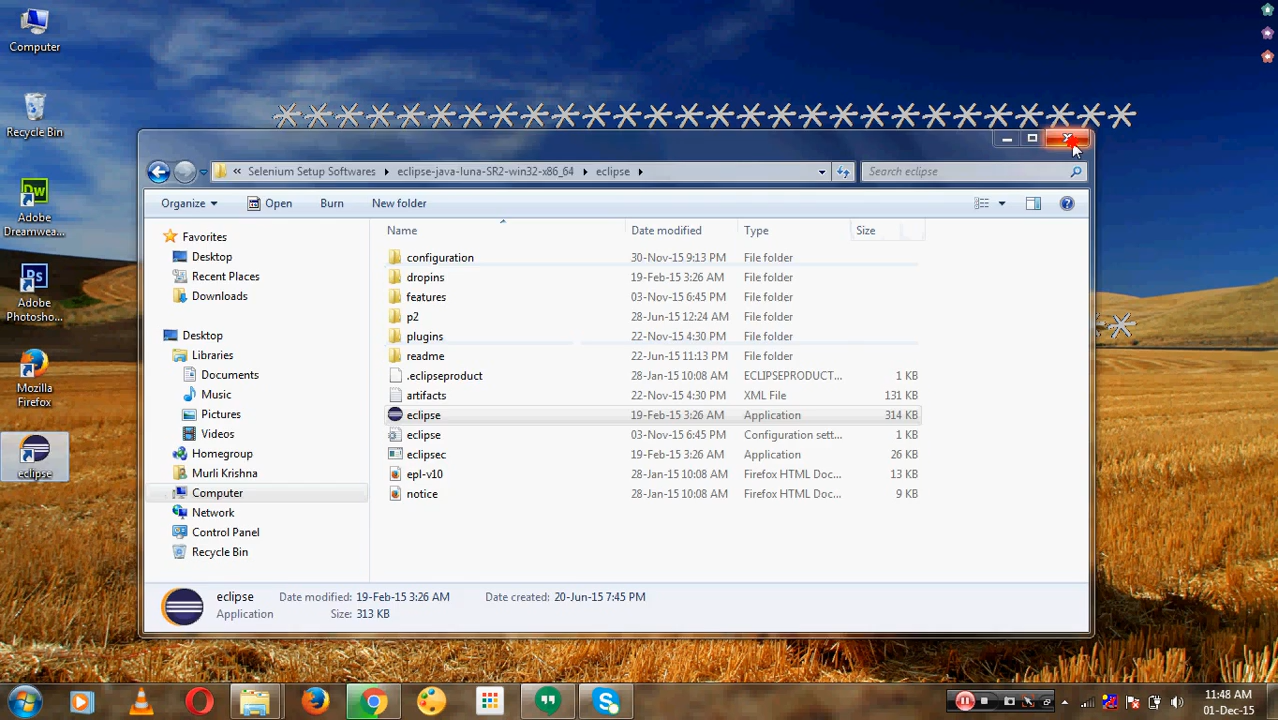 Computer
Recycle Bin
Dw
Adobe
Dreamwea...
Ps
Adobe
Photosho...
Mozilla
Firefox
eclipse
« Selenium Setup Softwares eclipse-java-luna-SR2-win32-x86_64 eclipse
Search eclipse
Organize Open Burn New folder
Favorites
Desktop
Recent Places
Downloads
Desktop
Libraries
Documents
Music
Pictures
Videos
Homegroup
Murli Krishna
Computer
Network
Control Panel
Recycle Bin
Name Date modified Type Size
configuration 30-Nov-15 9:13 PM File folder
dropins 19-Feb-15 3:26 AM File folder
features 03-Nov-15 6:45 PM File folder
p2 28-Jun-15 12:24 AM File folder
plugins 22-Nov-15 4:30 PM File folder
readme 22-Jun-15 11:13 PM File folder
.eclipseproduct 28-Jan-15 10:08 AM ECLIPSEPRODUCT... 1 KB
artifacts 22-Nov-15 4:30 PM XML File 131 KB
eclipse 19-Feb-15 3:26 AM Application 314 KB
eclipse 03-Nov-15 6:45 PM Configuration sett... 1 KB
eclipsec 19-Feb-15 3:26 AM Application 26 KB
epl-v10 28-Jan-15 10:08 AM Firefox HTML Doc... 13 KB
notice 28-Jan-15 10:08 AM Firefox HTML Doc... 9 KB
eclipse Date modified: 19-Feb-15 3:26 AM Date created: 20-Jun-15 7:45 PM
Application Size: 313 KB
11:48 AM
01-Dec-15